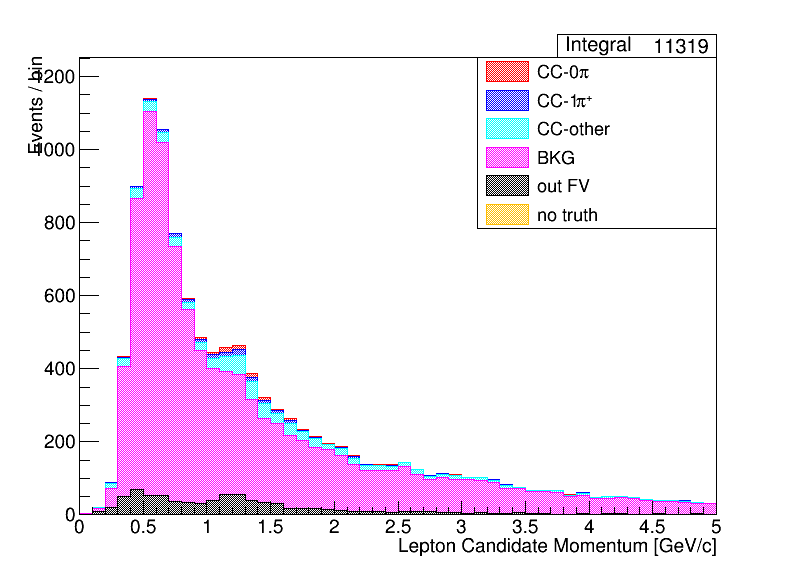 Integral 11319
Events / bin
CC-0π
CC-1π⁺
CC-other
BKG
out FV
no truth
1200
1000
800
600
400
200
0
0 0.5 1 1.5 2 2.5 3 3.5 4 4.5 5
Lepton Candidate Momentum [GeV/c]